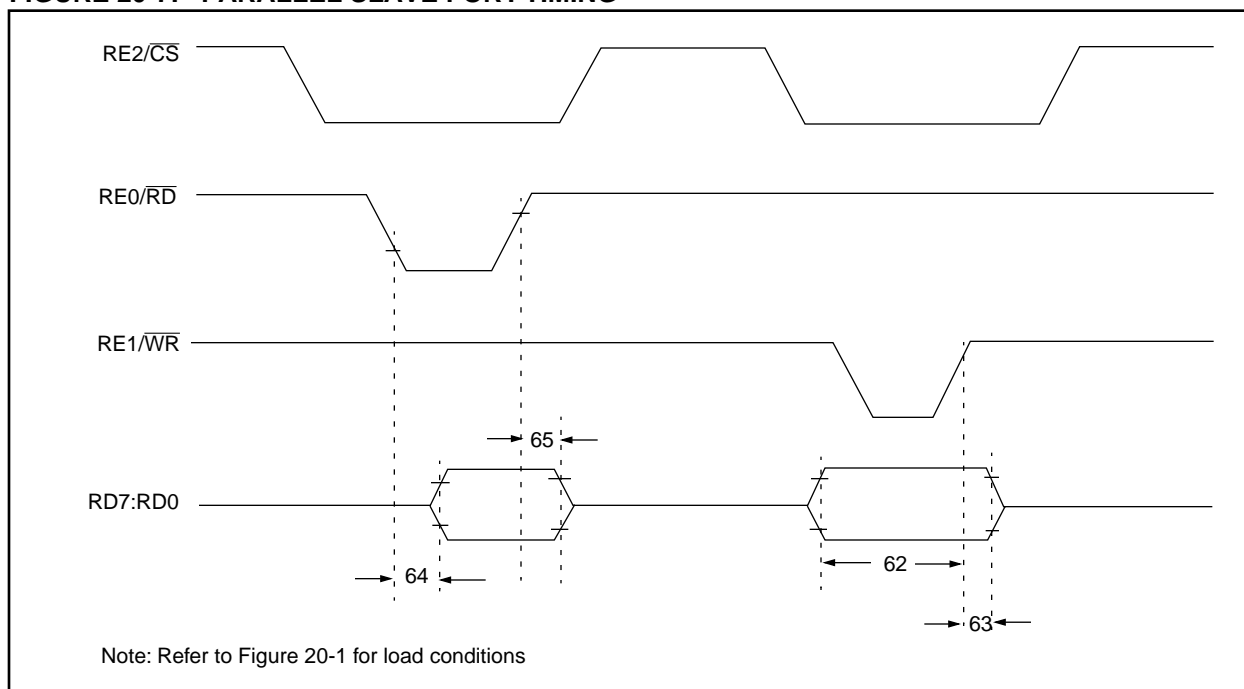 RE2/CS
RE0/RD
RE1/WR
65
RD7:RD0
64
62
63
Note: Refer to Figure 20-1 for load conditions